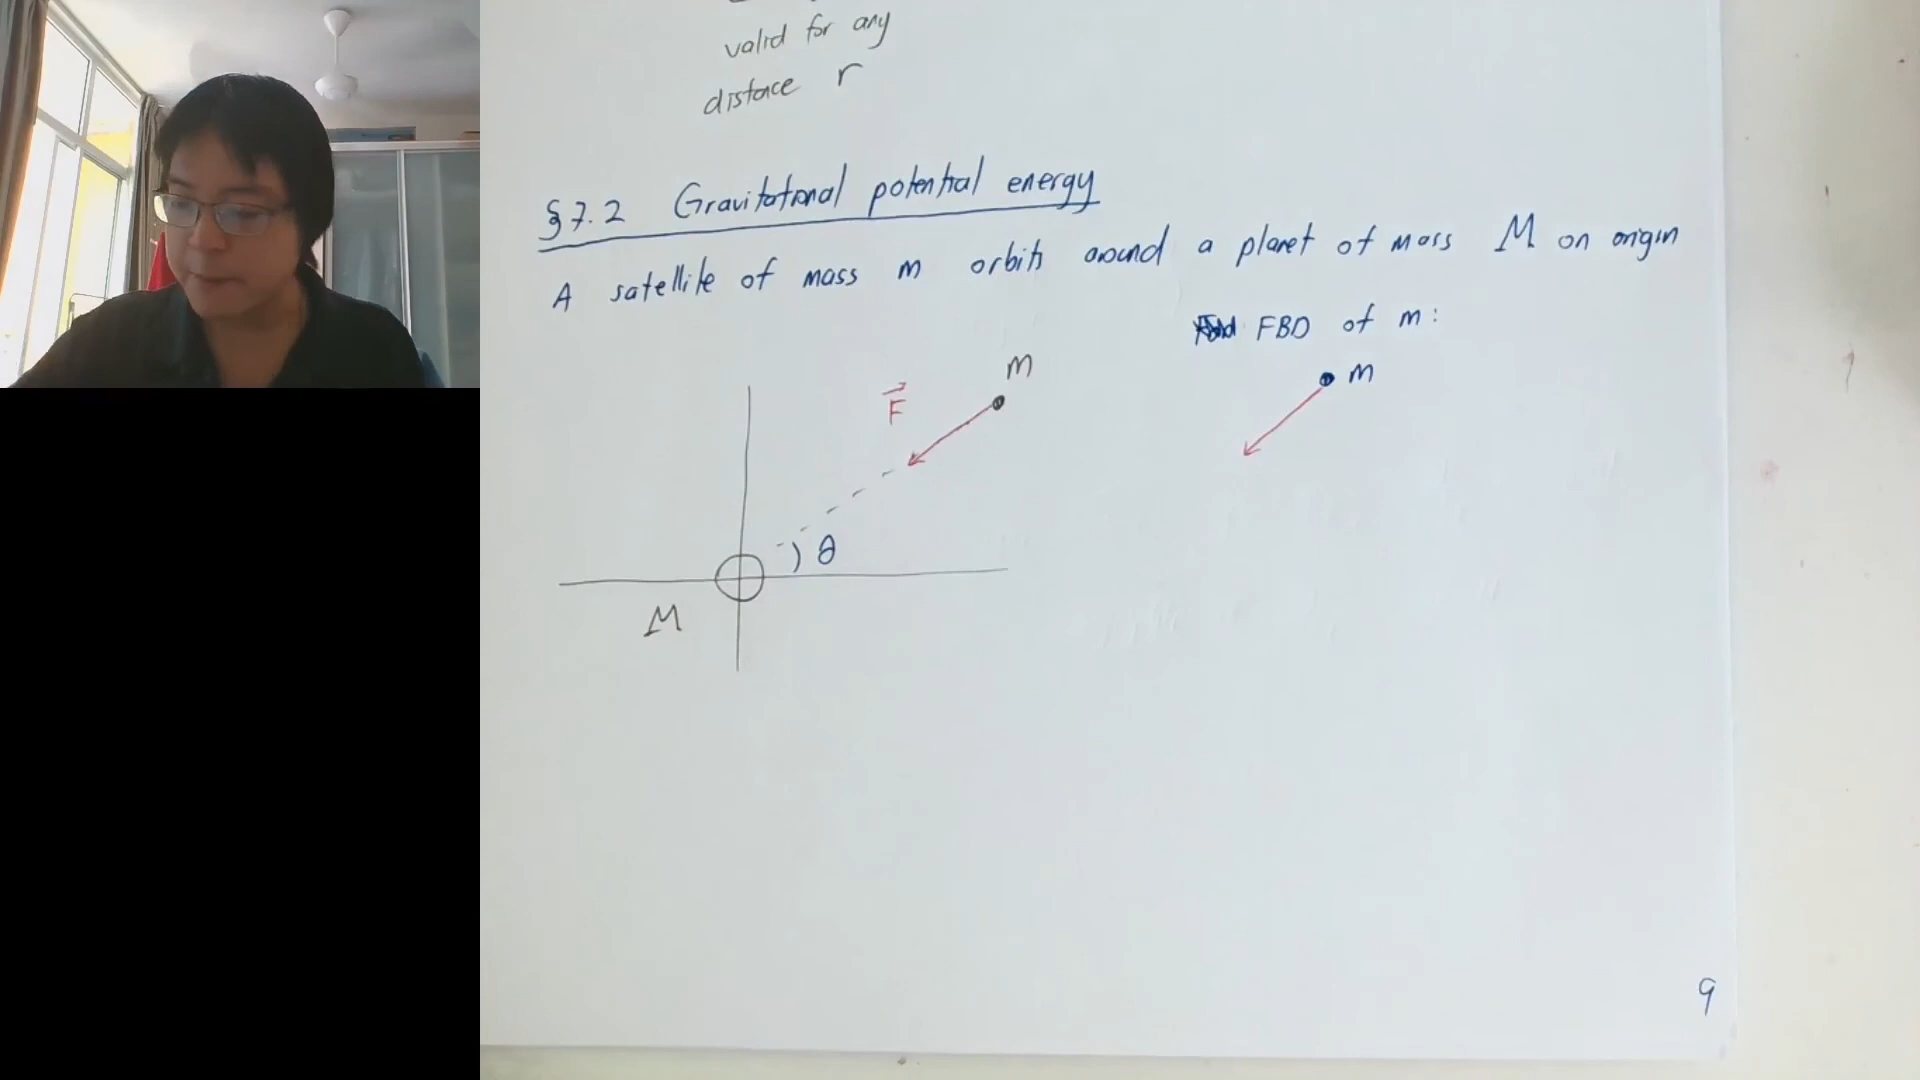 valid for any
distance r
§7.2 Gravitational potential energy
A satellite of mass m orbits around a planet of mass M on origin
FBD of m:
m
m
F
θ
M
9